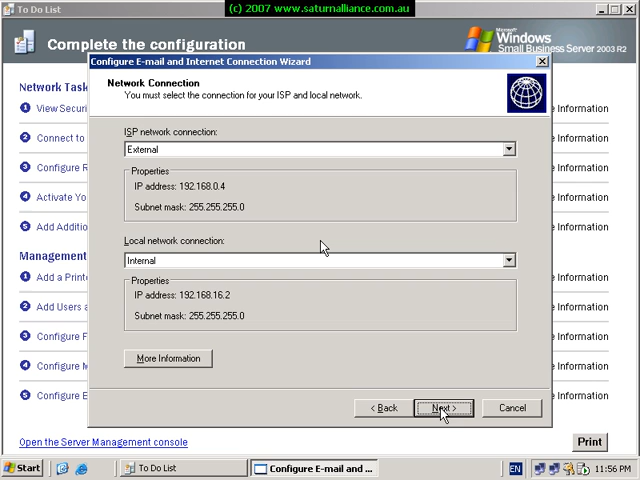 (c) 2007 www.saturnalliance.com.au
To Do List
Complete the configuration
Microsoft
Windows
Small Business Server 2003 R2
Network Task
View Securi
Connect to
Configure R
Activate Yo
Add Additio
Management
Add a Printe
Add Users a
Configure F
Configure M
Configure E
e Information
e Information
e Information
e Information
e Information
e Information
e Information
e Information
e Information
e Information
Configure E-mail and Internet Connection Wizard
Network Connection
You must select the connection for your ISP and local network.
ISP network connection:
External
Properties
IP address: 192.168.0.4
Subnet mask: 255.255.255.0
Local network connection:
Internal
Properties
IP address: 192.168.16.2
Subnet mask: 255.255.255.0
More Information
< Back
Next >
Cancel
Open the Server Management console
Print
Start
To Do List
Configure E-mail and ...
EN
11:56 PM